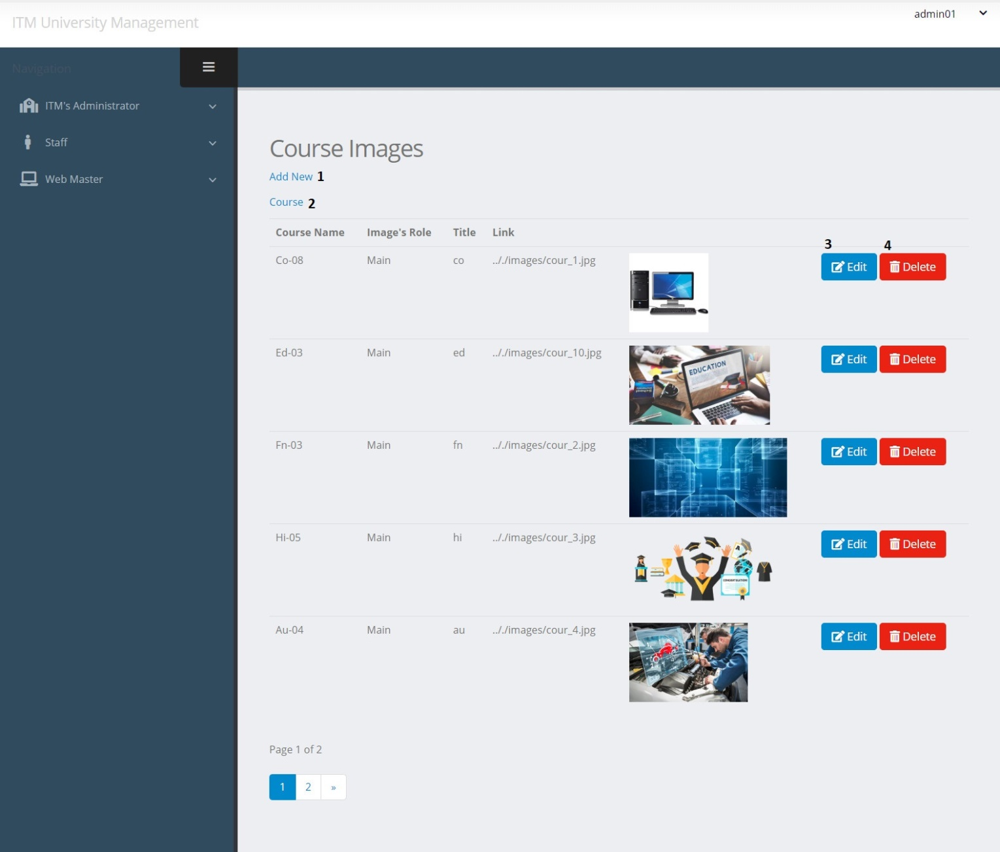 ITM University Management
admin01
Navigation
ITM's Administrator
Staff
Web Master
Course Images
Add New 1
Course 2
Course Name Image's Role Title Link
3 4
Co-08 Main co .././images/cour_1.jpg Edit Delete
Ed-03 Main ed .././images/cour_10.jpg Edit Delete
EDUCATION
Fn-03 Main fn .././images/cour_2.jpg Edit Delete
Hi-05 Main hi .././images/cour_3.jpg Edit Delete
A
Au-04 Main au .././images/cour_4.jpg Edit Delete
Page 1 of 2
1 2 »